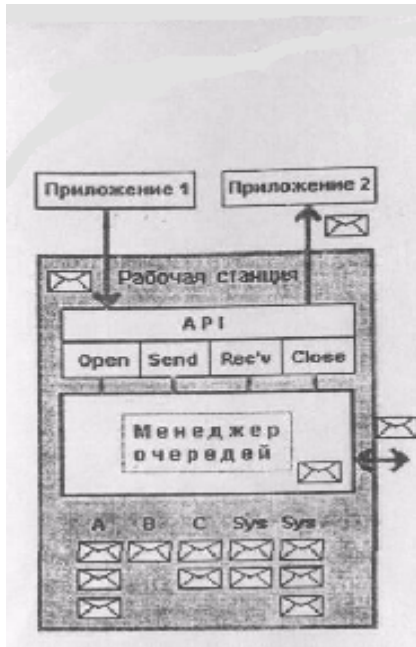 Приложение 1 Приложение 2
Рабочая станция
API
Open Send Rec'v Close
Менеджер
очередей
A B C Sys Sys